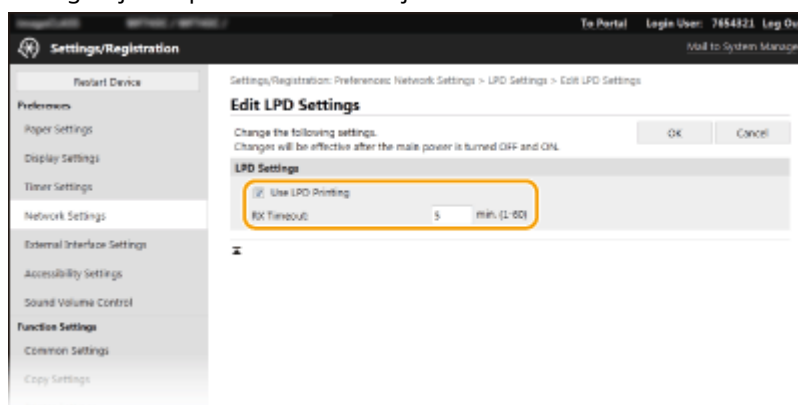 To Portal Login User: 7654321 Log Ou
Settings/Registration
Mail to System Manage
Restart Device
Settings/Registration: Preferences: Network Settings > LPD Settings > Edit LPD Settings
Preferences
Edit LPD Settings
Paper Settings
Change the following settings.
Changes will be effective after the main power is turned OFF and ON.
OK Cancel
Display Settings
LPD Settings
Timer Settings
Use LPD Printing
Network Settings
RX Timeout: 5 min. (1-60)
External Interface Settings
Accessibility Settings
Sound Volume Control
Function Settings
Common Settings
Copy Settings